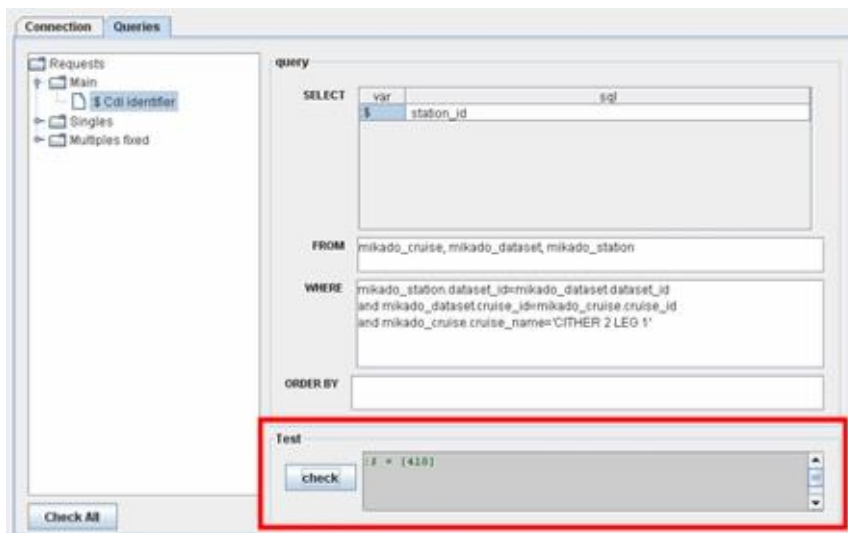 Connection Queries
Requests
Main
$ Cdi identifier
Singles
Multiples fixed
Check All
query
SELECT
var sql
$ station_id
FROM
mikado_cruise, mikado_dataset, mikado_station
WHERE
mikado_station.dataset_id=mikado_dataset.dataset_id
and mikado_dataset.cruise_id=mikado_cruise.cruise_id
and mikado_cruise.cruise_name='CITHER 2 LEG 1'
ORDER BY
Test
check
:$ = [418]